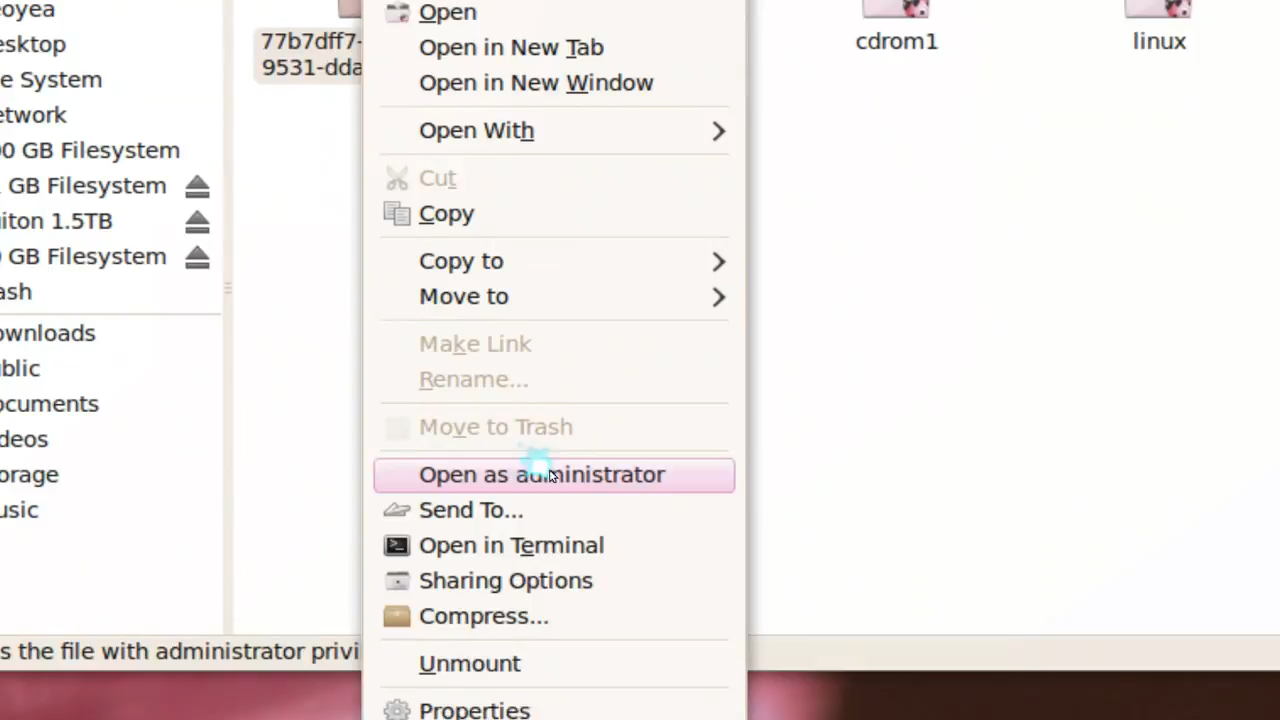 oyea
esktop
e System
etwork
0 GB Filesystem
GB Filesystem
iton 1.5TB
GB Filesystem
ash
ownloads
blic
ocuments
deos
orage
usic
77b7dff7-
9531-dda
cdrom1
linux
Open
Open in New Tab
Open in New Window
Open With
Cut
Copy
Copy to
Move to
Make Link
Rename...
Move to Trash
Open as administrator
Send To...
Open in Terminal
Sharing Options
Compress...
Unmount
Properties
s the file with administrator privi